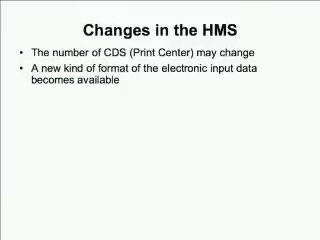 Changes in the HMS
• The number of CDS (Print Center) may change
• A new kind of format of the electronic input data
becomes available